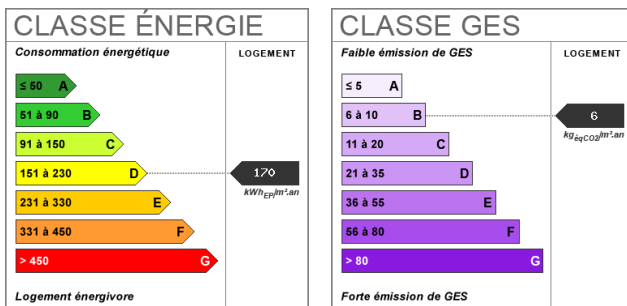 CLASSE ÉNERGIE
Consommation énergétique
LOGEMENT
≤ 50 A
51 à 90 B
91 à 150 C
151 à 230 D
170
kWhEP/m².an
231 à 330 E
331 à 450 F
> 450 G
Logement énergivore
CLASSE GES
Faible émission de GES
LOGEMENT
≤ 5 A
6 à 10 B
6
kgéqCO2/m².an
11 à 20 C
21 à 35 D
36 à 55 E
56 à 80 F
> 80 G
Forte émission de GES